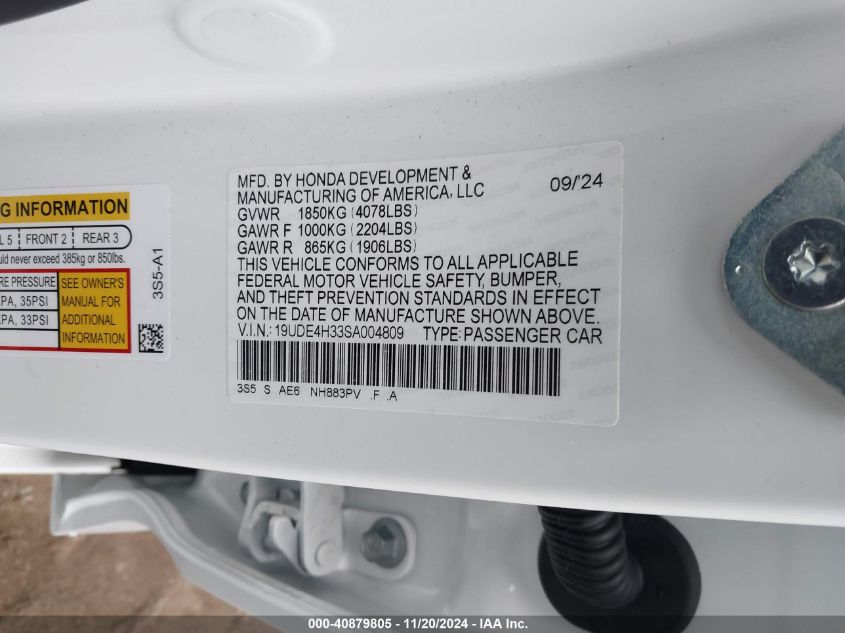 G INFORMATION
L 5 FRONT 2 REAR 3
uld never exceed 385kg or 850lbs.
RE PRESSURE SEE OWNER'S
PA, 35PSI MANUAL FOR
PA, 33PSI ADDITIONAL
INFORMATION
3S5-A1
MFD. BY HONDA DEVELOPMENT &
MANUFACTURING OF AMERICA, LLC 09/'24
GVWR 1850KG (4078LBS)
GAWR F 1000KG (2204LBS)
GAWR R 865KG (1906LBS)
THIS VEHICLE CONFORMS TO ALL APPLICABLE
FEDERAL MOTOR VEHICLE SAFETY, BUMPER,
AND THEFT PREVENTION STANDARDS IN EFFECT
ON THE DATE OF MANUFACTURE SHOWN ABOVE.
V.I.N.: 19UDE4H33SA004809 TYPE: PASSENGER CAR
3S5 S AE6 NH883PV .F .A
000-40879805 - 11/20/2024 - IAA Inc.